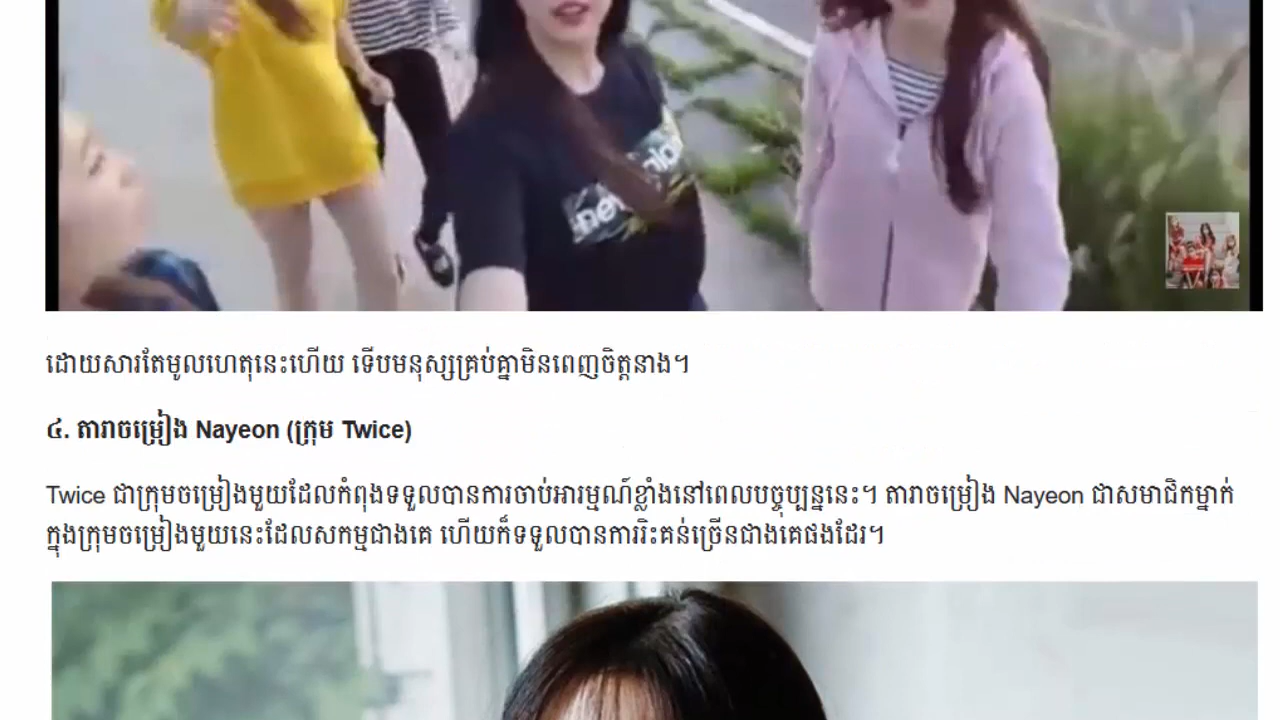 ដោយសារតែមូលហេតុនេះហើយ ទើបមនុស្សគ្រប់គ្នាមិនពេញចិត្តនាង។
៤. តារាចម្រៀង Nayeon (ក្រុម Twice)
Twice ជាក្រុមចម្រៀងមួយដែលកំពុងទទួលបានការចាប់អារម្មណ៍ខ្លាំងនៅពេលបច្ចុប្បន្ននេះ។ តារាចម្រៀង Nayeon ជាសមាជិកម្នាក់
ក្នុងក្រុមចម្រៀងមួយនេះដែលសកម្មជាងគេ ហើយក៏ទទួលបានការរិះគន់ច្រើនជាងគេផងដែរ។